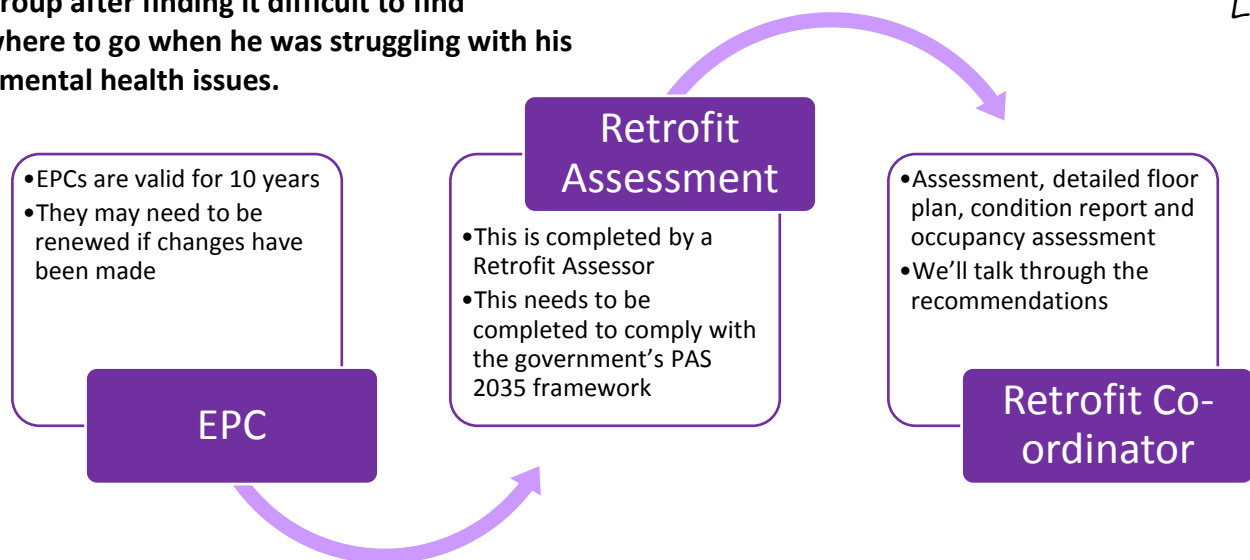 roup after finding it difficult to find
where to go when he was struggling with his
mental health issues.
•EPCs are valid for 10 years
•They may need to be
renewed if changes have
been made
EPC
Retrofit
Assessment
•This is completed by a
Retrofit Assessor
•This needs to be
completed to comply with
the government’s PAS
2035 framework
•Assessment, detailed floor
plan, condition report and
occupancy assessment
•We’ll talk through the
recommendations
Retrofit Co-
ordinator